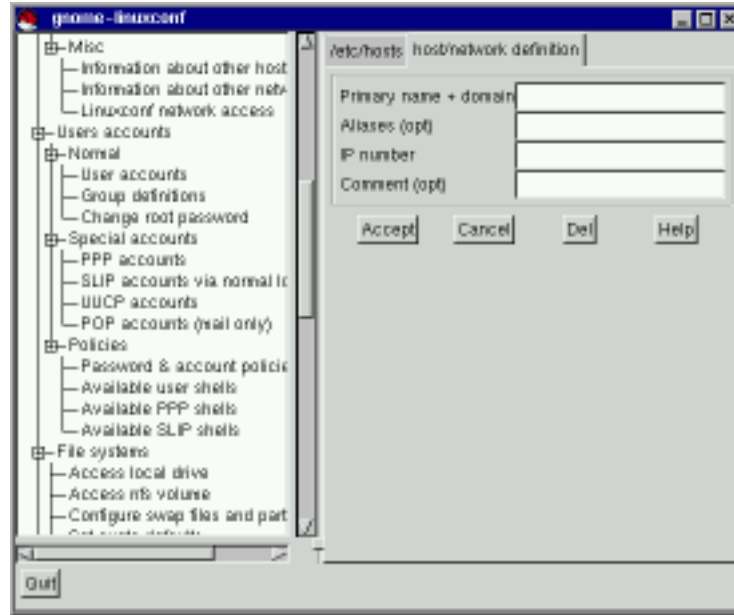 gnome-linuxconf
Misc
Information about other host
Information about other netw
Linuxconf network access
Users accounts
Normal
User accounts
Group definitions
Change root password
Special accounts
PPP accounts
SLIP accounts via normal lo
UUCP accounts
POP accounts (mail only)
Policies
Password & account policie
Available user shells
Available PPP shells
Available SLIP shells
File systems
Access local drive
Access nfs volume
Configure swap files and part
Set quota defaults
/etc/hosts host/network definition
Primary name + domain
Aliases (opt)
IP number
Comment (opt)
Accept Cancel Del Help
Quit